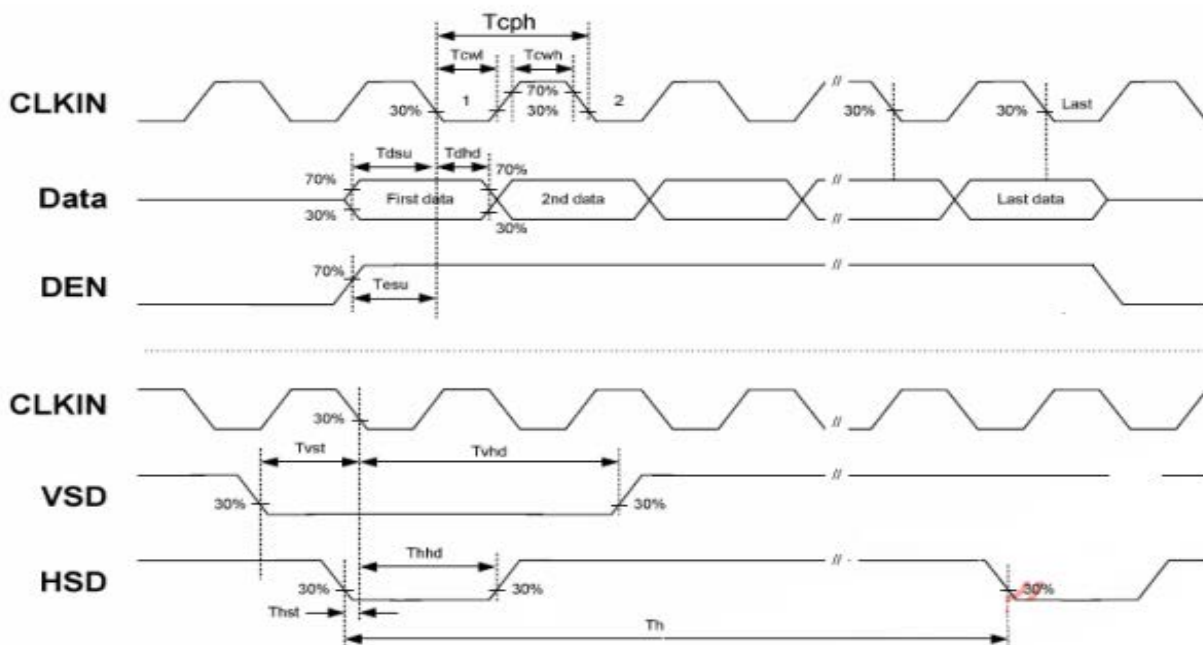 Tcph
Tcwl Tcwh
CLKIN 30% 1 70% 30% 2 30% 30% Last
Tdsu Tdhd
Data 70% 30% First data 70% 30% 2nd data Last data
DEN 70% Tesu
CLKIN 30%
Tvst Tvhd
VSD 30% 30%
Thhd
HSD 30% 30% 30%
Thst
Th